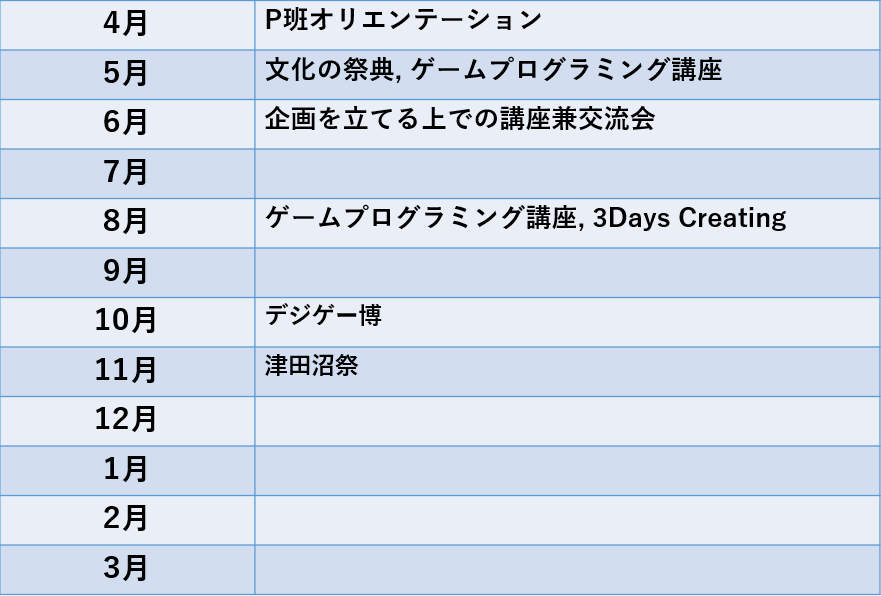 4月 P班オリエンテーション
5月 文化の祭典, ゲームプログラミング講座
6月 企画を立てる上での講座兼交流会
7月
8月 ゲームプログラミング講座, 3Days Creating
9月
10月 デジゲー博
11月 津田沼祭
12月
1月
2月
3月